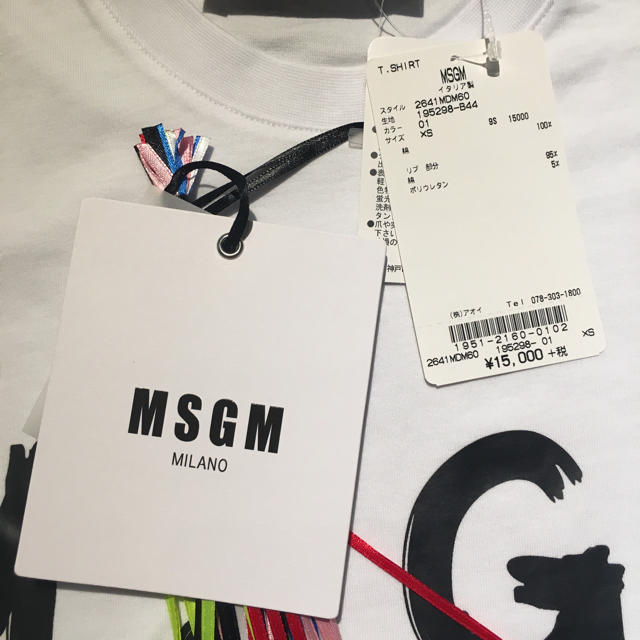 T.SHIRT
MSGM
イタリア製
スタイル 2641MDM60
生地 195298-B44
カラー 01 9S 15000
サイズ XS 100%
綿
リブ 部分 95%
綿 5%
ポリウレタン
(株)アオイ Tel 078-303-1800
1951-2160-0102 XS
2641MDM60 195298- 01
¥15,000 +税
MSGM
MILANO
G